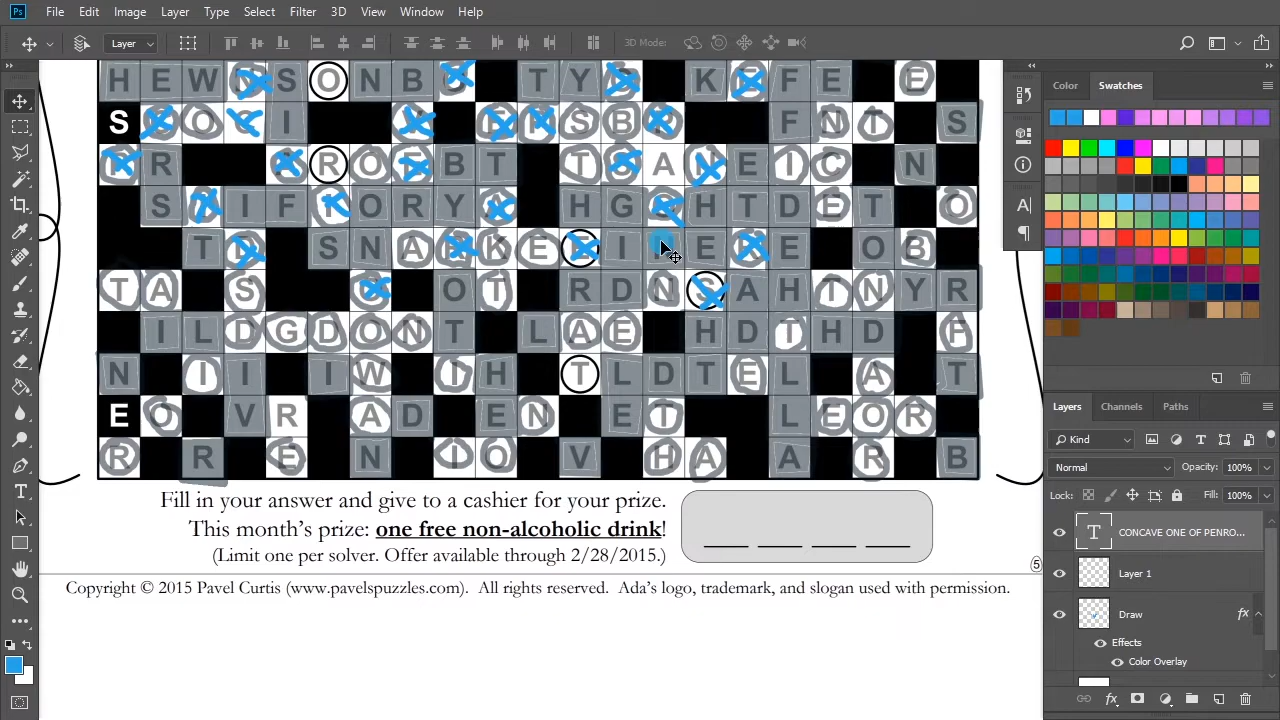 Ps File Edit Image Layer Type Select Filter 3D View Window Help
Layer 3D Mode:
H E W S O N B T Y K E F E E
S O I S B F N T S
R R O B T T A E I C N
S I F O R Y H G H T D E T O
T S N A K E I E E O B
T A S O T R D N A H T N Y R
I L D G D O N T L A E H D T H D F
N I I I W I H T L D T E L A T
E O V R A D E N E T L E O R
R R E N I O V H A A R B
Fill in your answer and give to a cashier for your prize.
This month's prize: one free non-alcoholic drink!
(Limit one per solver. Offer available through 2/28/2015.)
5
Copyright © 2015 Pavel Curtis (www.pavelspuzzles.com). All rights reserved. Ada's logo, trademark, and slogan used with permission.
Color Swatches
Layers Channels Paths
Kind
Normal Opacity: 100%
Lock: Fill: 100%
T CONCAVE ONE OF PENRO...
Layer 1
Draw fx
Effects
Color Overlay